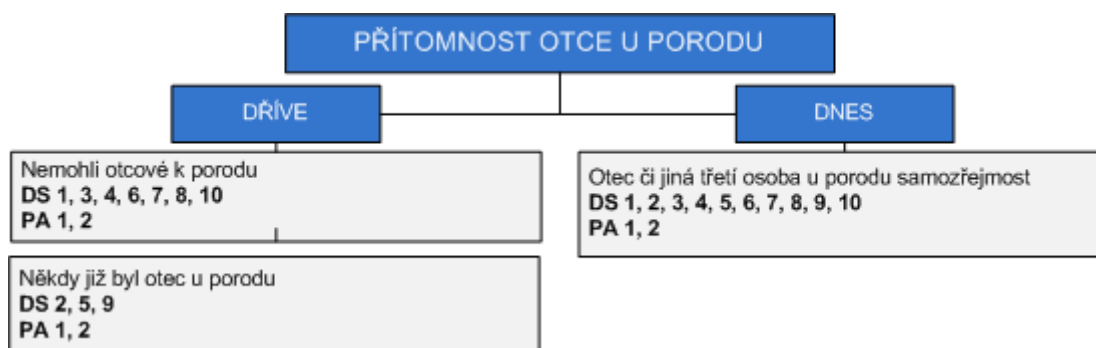 PŘÍTOMNOST OTCE U PORODU
DŘÍVE
Nemohli otcové k porodu
DS 1, 3, 4, 6, 7, 8, 10
PA 1, 2
Někdy již byl otec u porodu
DS 2, 5, 9
PA 1, 2
DNES
Otec či jiná třetí osoba u porodu samozřejmost
DS 1, 2, 3, 4, 5, 6, 7, 8, 9, 10
PA 1, 2